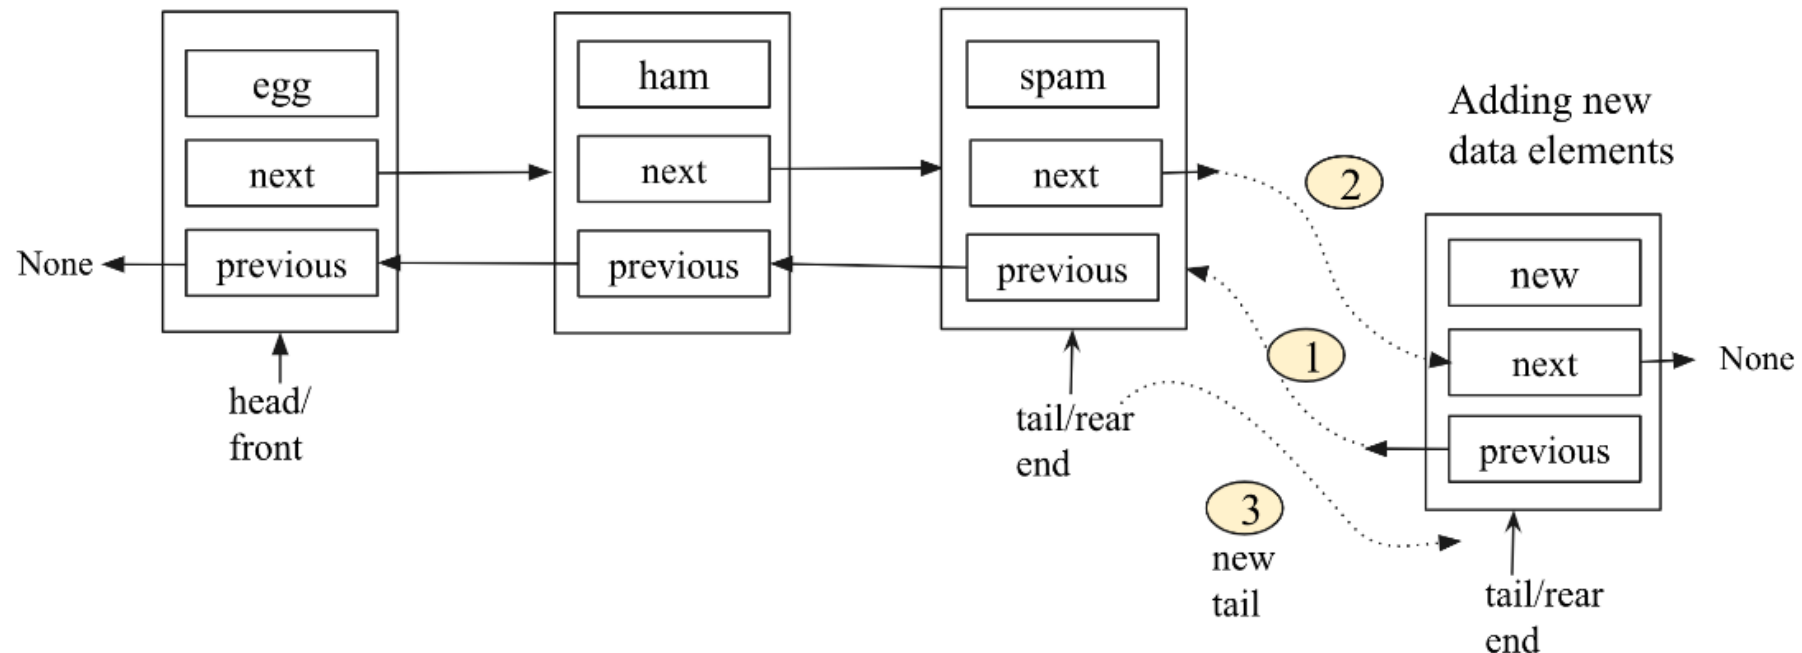 egg
next
previous
None
head/
front
ham
next
previous
spam
next
previous
tail/rear
end
Adding new
data elements
2
1
3
new
tail
new
next
None
previous
tail/rear
end